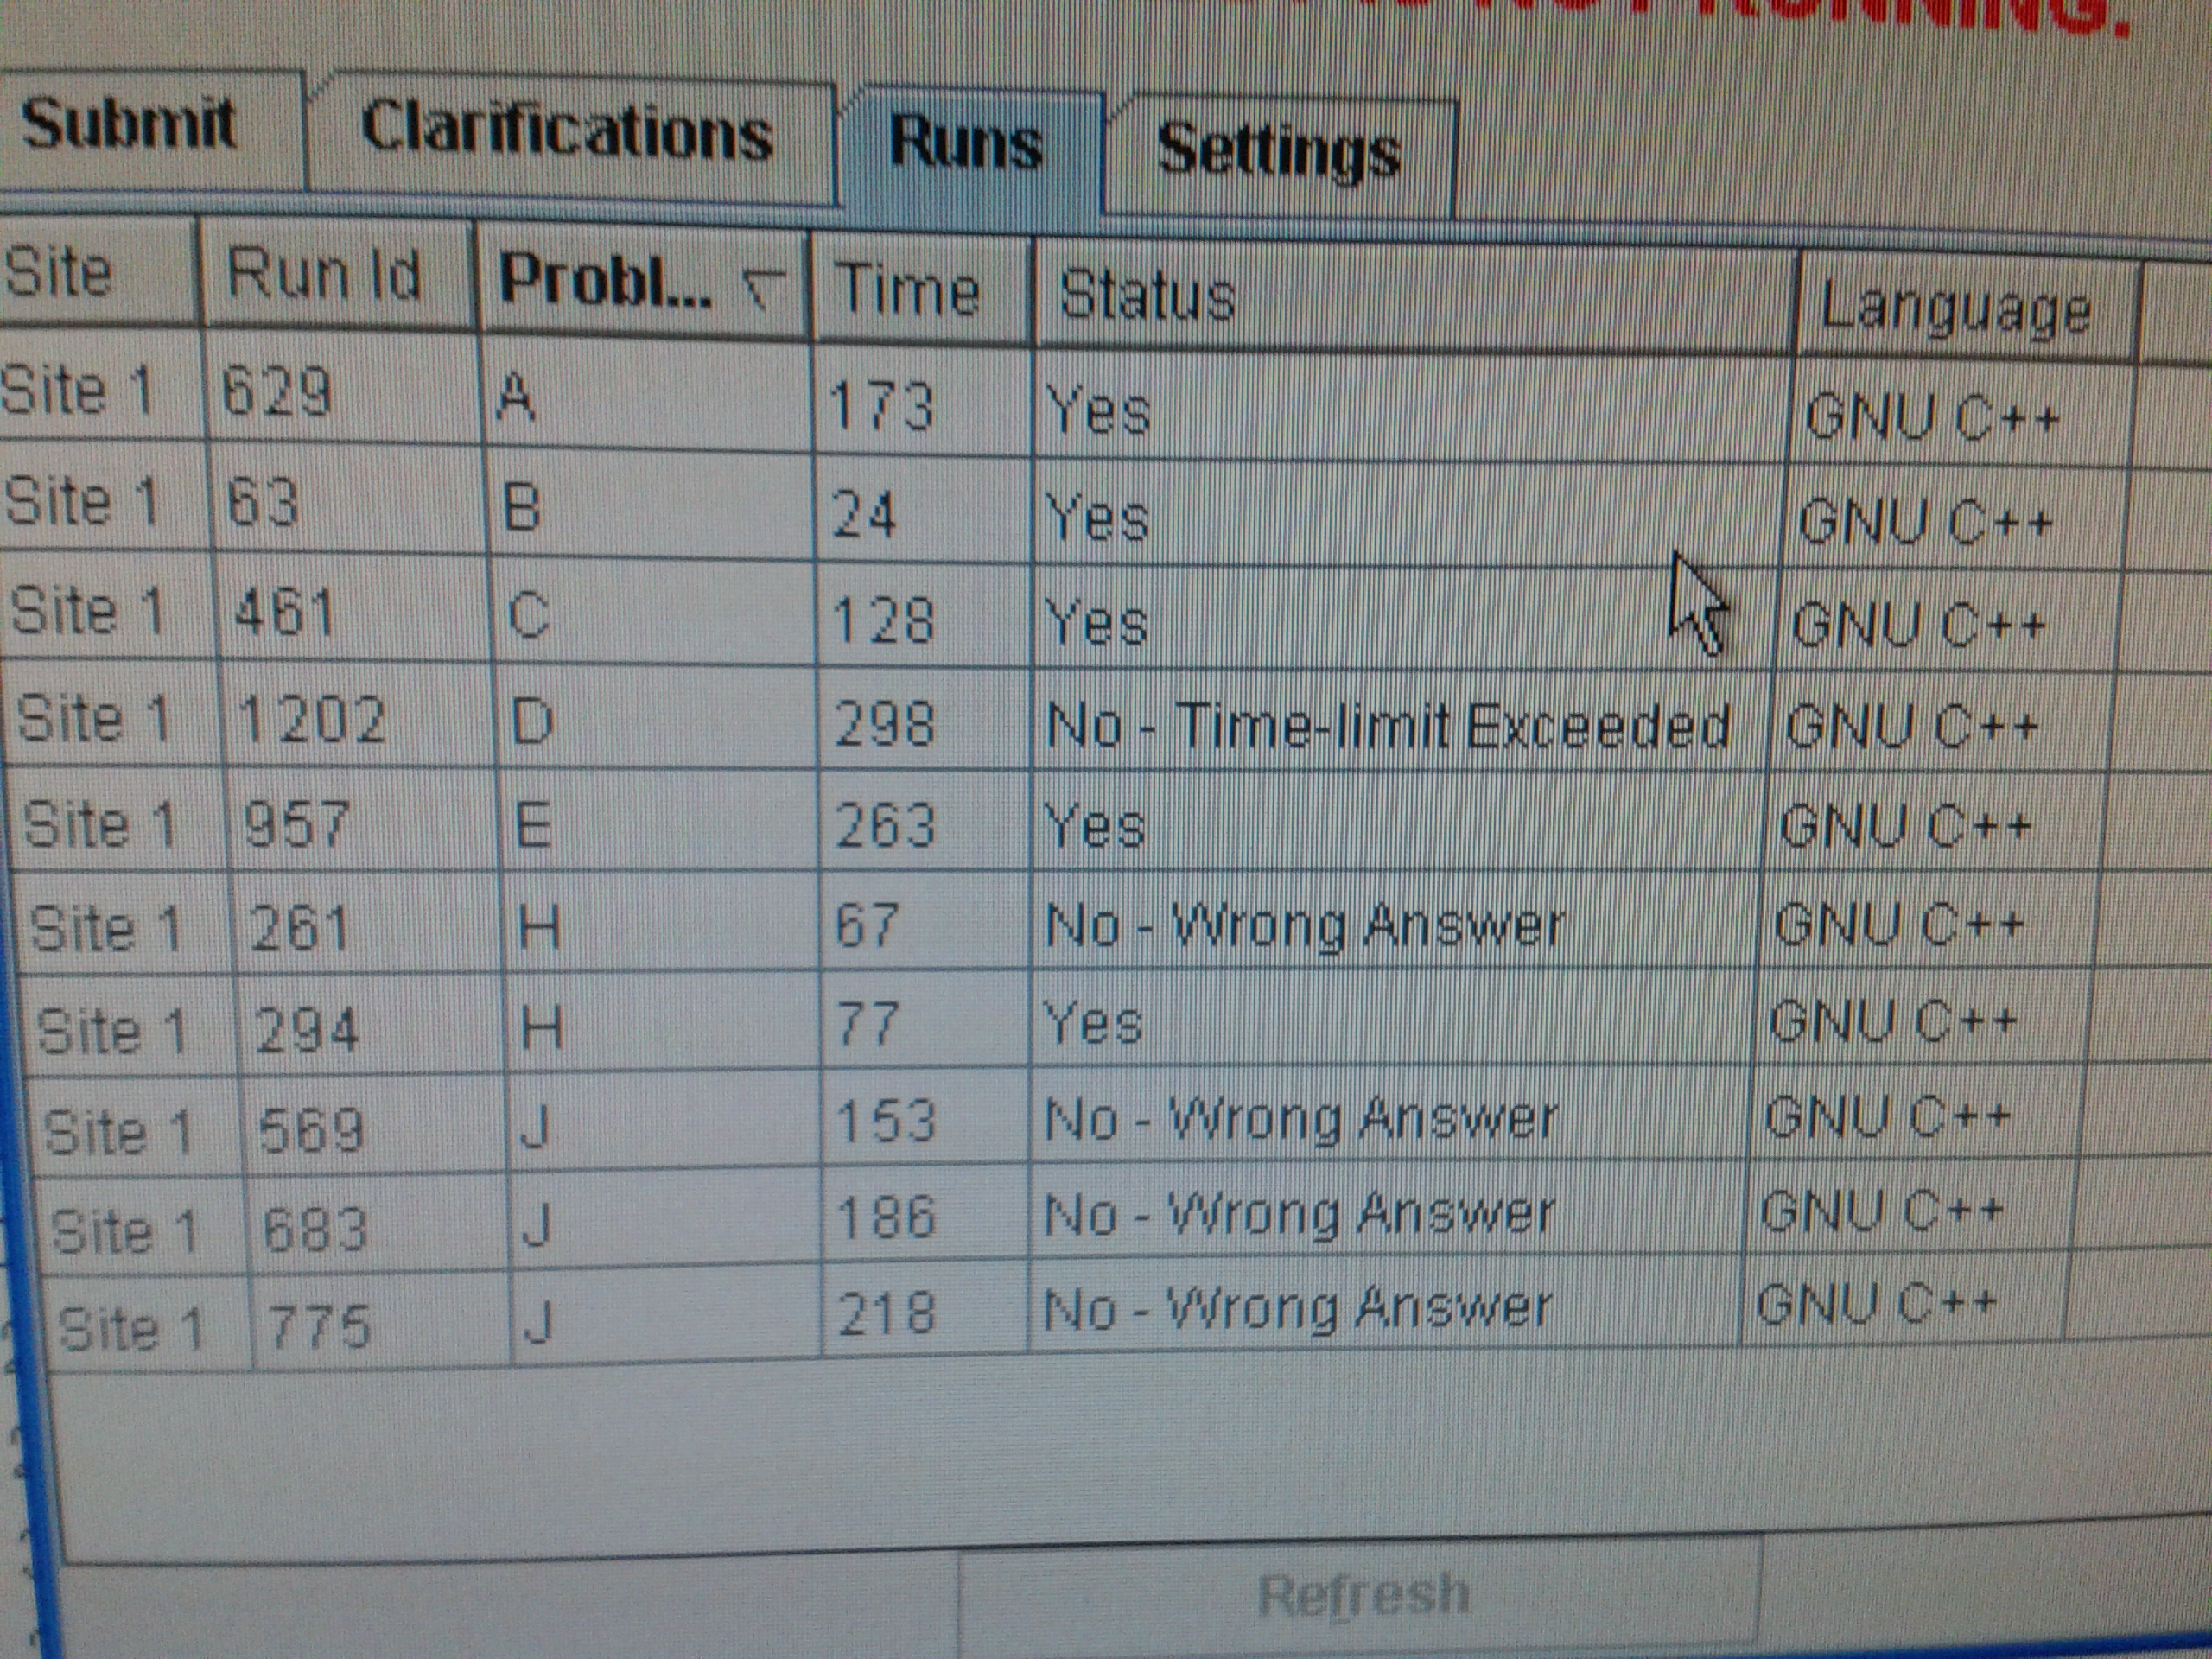 RUNNING.
Submit Clarifications Runs Settings
Site Run Id Probl... Time Status Language
Site 1 629 A 173 Yes GNU C++
Site 1 63 B 24 Yes GNU C++
Site 1 461 C 128 Yes GNU C++
Site 1 1202 D 298 No - Time-limit Exceeded GNU C++
Site 1 957 E 263 Yes GNU C++
Site 1 261 H 67 No - Wrong Answer GNU C++
Site 1 294 H 77 Yes GNU C++
Site 1 569 J 153 No - Wrong Answer GNU C++
Site 1 683 J 186 No - Wrong Answer GNU C++
Site 1 775 J 218 No - Wrong Answer GNU C++
Refresh